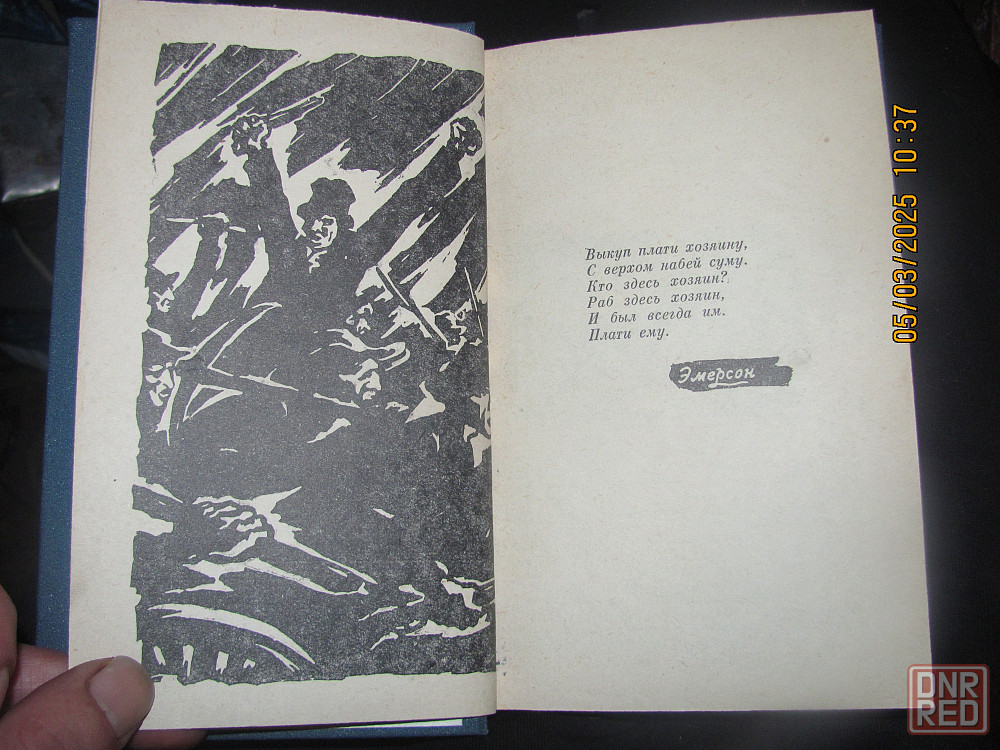 Выкуп плати хозяину,
С верхом набей суму.
Кто здесь хозяин?
Раб здесь хозяин,
И был всегда им.
Плати ему.
Эмерсон
05/03/2025 10:37
DNR
RED